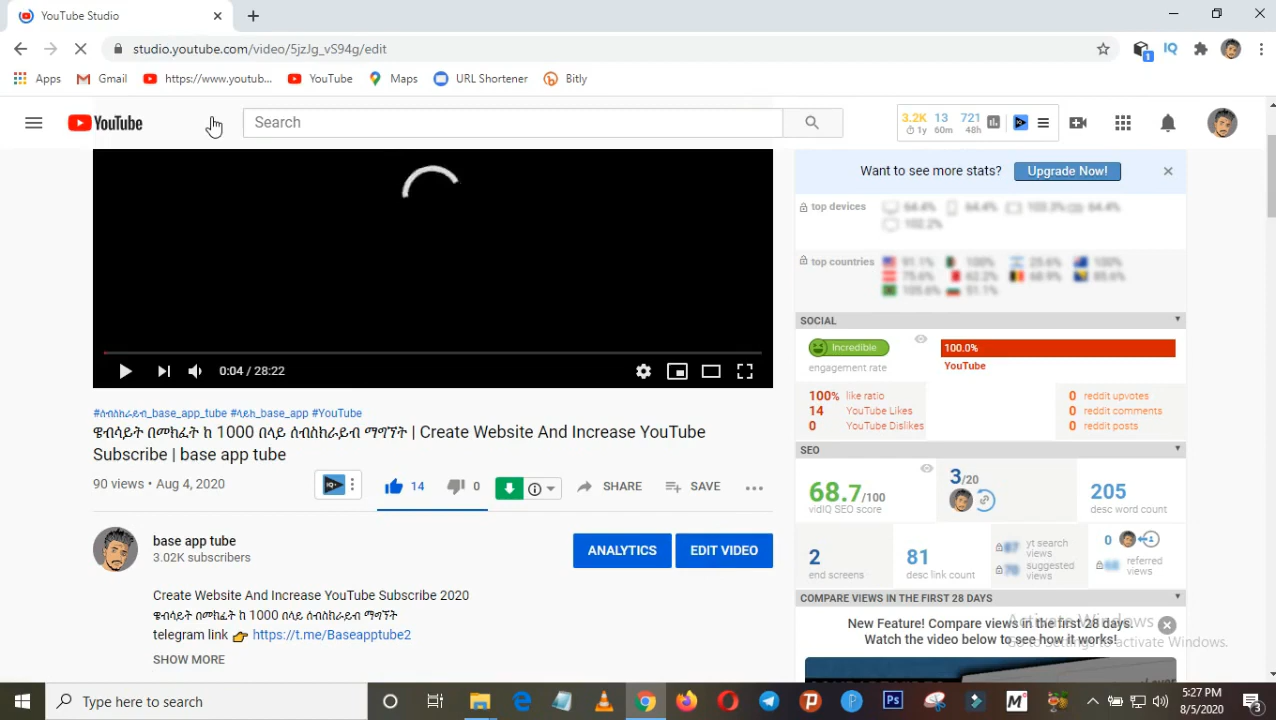 YouTube Studio
studio.youtube.com/video/5jzJg_vS94g/edit
Apps Gmail https://www.youtub... YouTube Maps URL Shortener Bitly
YouTube Search 3.2K 13 721
1y 60m 48h
Want to see more stats? Upgrade Now!
top devices
top countries
SOCIAL
Incredible 100.0%
engagement rate YouTube
0:04 / 28:22
100% like ratio 0 reddit upvotes
14 YouTube Likes 0 reddit comments
0 YouTube Dislikes 0 reddit posts
#ሰብስክራይብ_base_app_tube #ላይክ_base_app #YouTube
ዌብሳይት በመክፈት ከ 1000 በላይ ሰብስክራይብ ማግኘት | Create Website And Increase YouTube
Subscribe | base app tube
90 views • Aug 4, 2020
14 0 SHARE SAVE
SEO
68.7/100 3/20 205
vidIQ SEO score desc word count
base app tube
3.02K subscribers
ANALYTICS EDIT VIDEO
2 81 yt search views 0
end screens desc link count suggested views referred views
Create Website And Increase YouTube Subscribe 2020
ዌብሳይት በመክፈት ከ 1000 በላይ ሰብስክራይብ ማግኘት
telegram link 👉 https://t.me/Baseapptube2
SHOW MORE
COMPARE VIEWS IN THE FIRST 28 DAYS
New Feature! Compare views in the first 28 days.
Watch the video below to see how it works!
Activate Windows
Go to Settings to activate Windows.
Type here to search
5:27 PM
8/5/2020
3